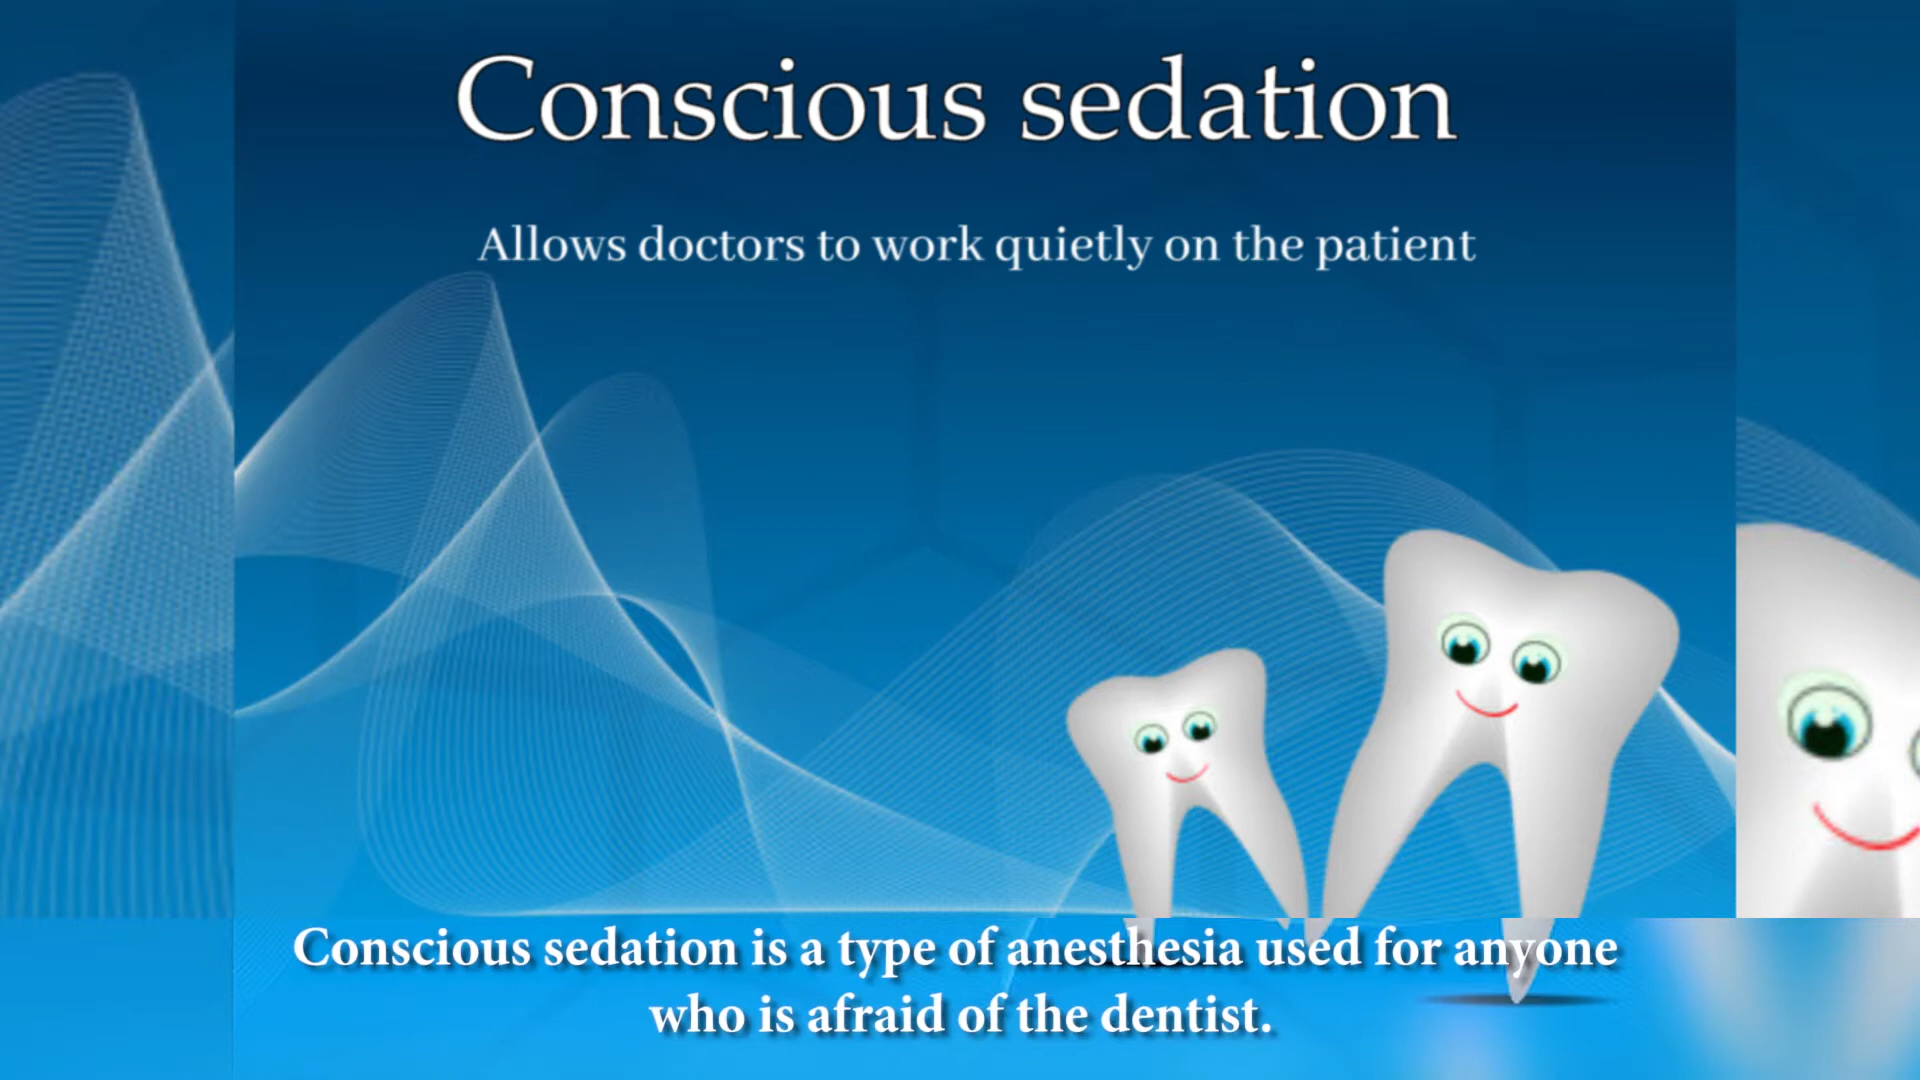 Conscious sedation
Allows doctors to work quietly on the patient
Conscious sedation is a type of anesthesia used for anyone
who is afraid of the dentist.